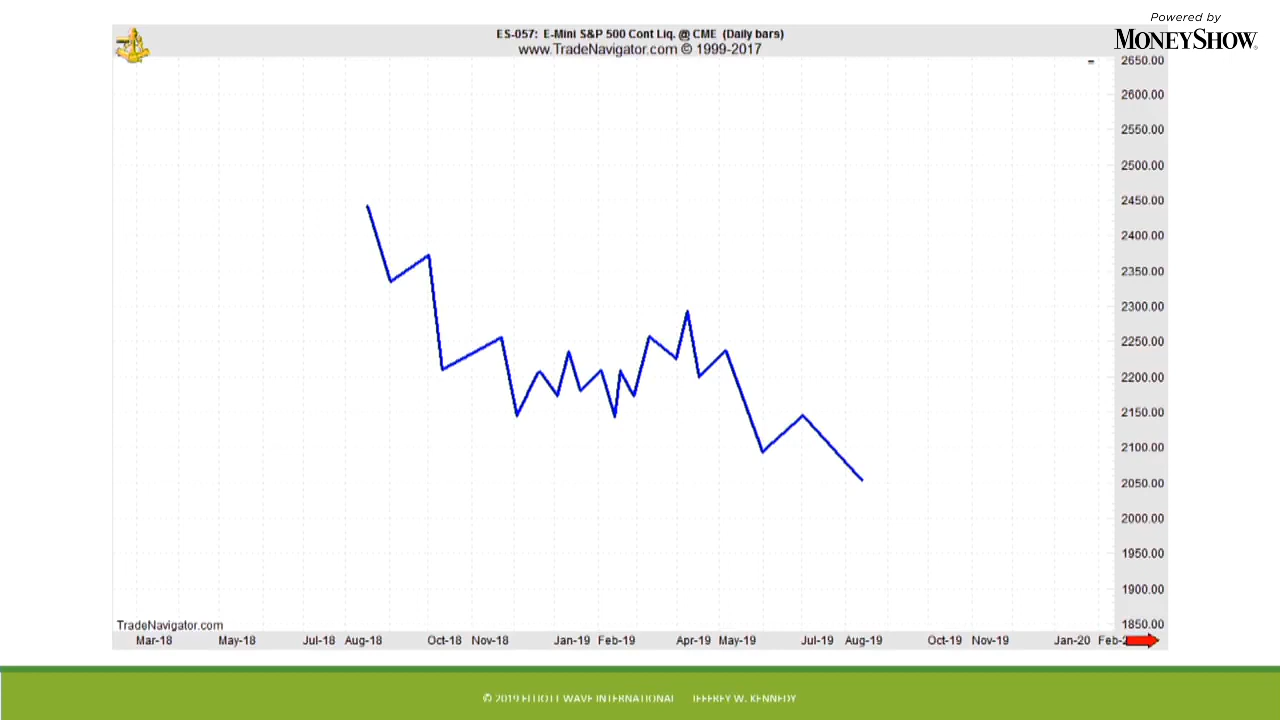 Powered by
MONEYSHOW
ES-057: E-Mini S&P 500 Cont Liq. @ CME (Daily bars)
www.TradeNavigator.com © 1999-2017
2650.00
2600.00
2550.00
2500.00
2450.00
2400.00
2350.00
2300.00
2250.00
2200.00
2150.00
2100.00
2050.00
2000.00
1950.00
1900.00
1850.00
TradeNavigator.com
Mar-18 May-18 Jul-18 Aug-18 Oct-18 Nov-18 Jan-19 Feb-19 Apr-19 May-19 Jul-19 Aug-19 Oct-19 Nov-19 Jan-20 Feb-2
© 2019 ELLIOTT WAVE INTERNATIONAL JEFFREY W. KENNEDY